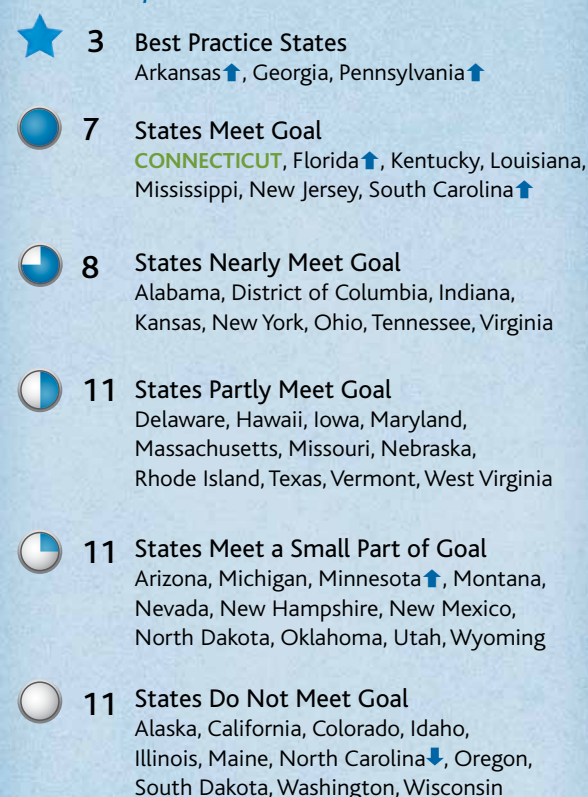 3 Best Practice States
Arkansas⬆, Georgia, Pennsylvania⬆
7 States Meet Goal
CONNECTICUT, Florida⬆, Kentucky, Louisiana,
Mississippi, New Jersey, South Carolina⬆
8 States Nearly Meet Goal
Alabama, District of Columbia, Indiana,
Kansas, New York, Ohio, Tennessee, Virginia
11 States Partly Meet Goal
Delaware, Hawaii, Iowa, Maryland,
Massachusetts, Missouri, Nebraska,
Rhode Island, Texas, Vermont, West Virginia
11 States Meet a Small Part of Goal
Arizona, Michigan, Minnesota⬆, Montana,
Nevada, New Hampshire, New Mexico,
North Dakota, Oklahoma, Utah, Wyoming
11 States Do Not Meet Goal
Alaska, California, Colorado, Idaho,
Illinois, Maine, North Carolina⬇, Oregon,
South Dakota, Washington, Wisconsin